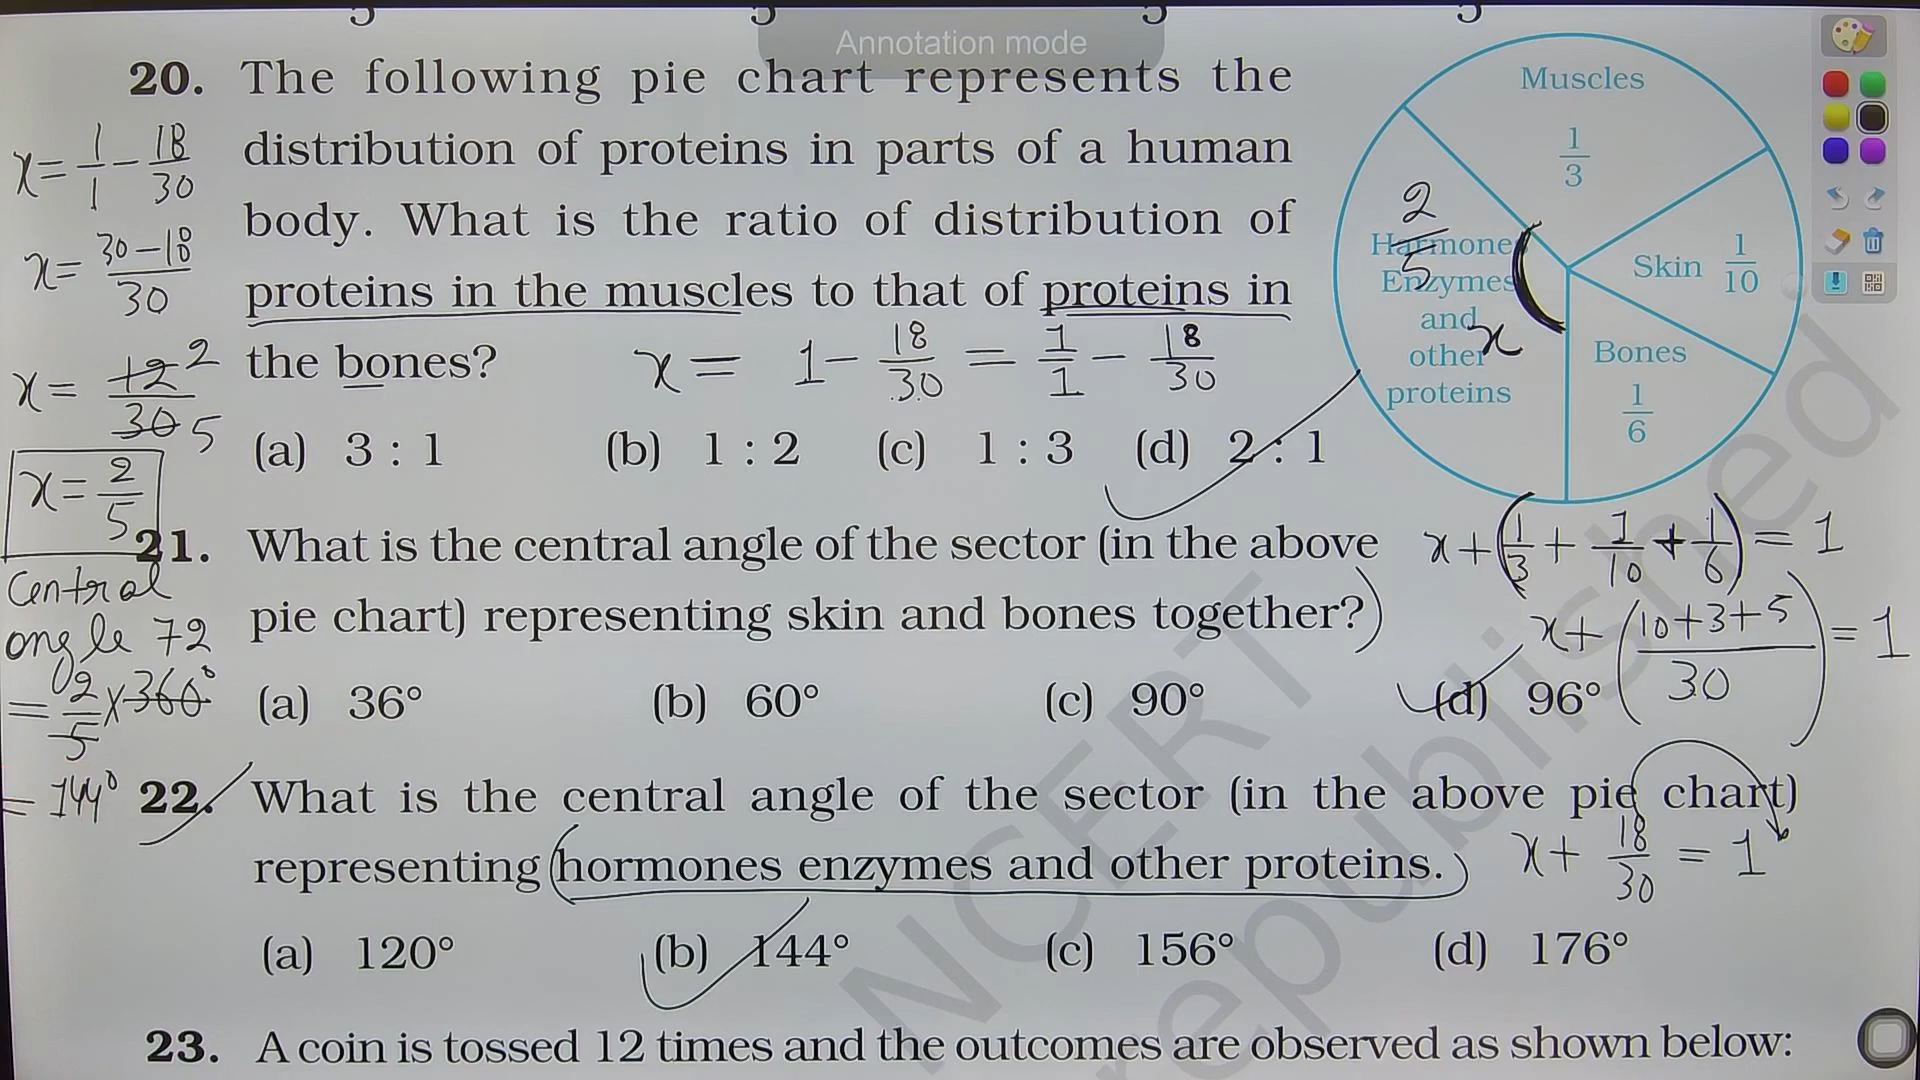 Annotation mode
20. The following pie chart represents the
distribution of proteins in parts of a human
body. What is the ratio of distribution of
proteins in the muscles to that of proteins in
the bones?
x = 1 - 18/30 = 1/1 - 18/30
(a) 3 : 1 (b) 1 : 2 (c) 1 : 3 (d) 2 : 1
x = 1/1 - 18/30
x = 30-18/30
x = 12/30 2 5
x = 2/5
Muscles
1/3
Skin 1/10
Bones
1/6
2/5
Harmone
Enzymes
and
other
proteins
x
21. What is the central angle of the sector (in the above
pie chart) representing skin and bones together?
(a) 36° (b) 60° (c) 90° (d) 96°
x + (1/3 + 1/10 + 1/6) = 1
x + (10+3+5/30) = 1
x + 18/30 = 1
Central
angle 72
= 2/5 x 360°
= 144°
22. What is the central angle of the sector (in the above pie chart)
representing hormones enzymes and other proteins.
(a) 120° (b) 144° (c) 156° (d) 176°
23. A coin is tossed 12 times and the outcomes are observed as shown below:
NCERT
republished